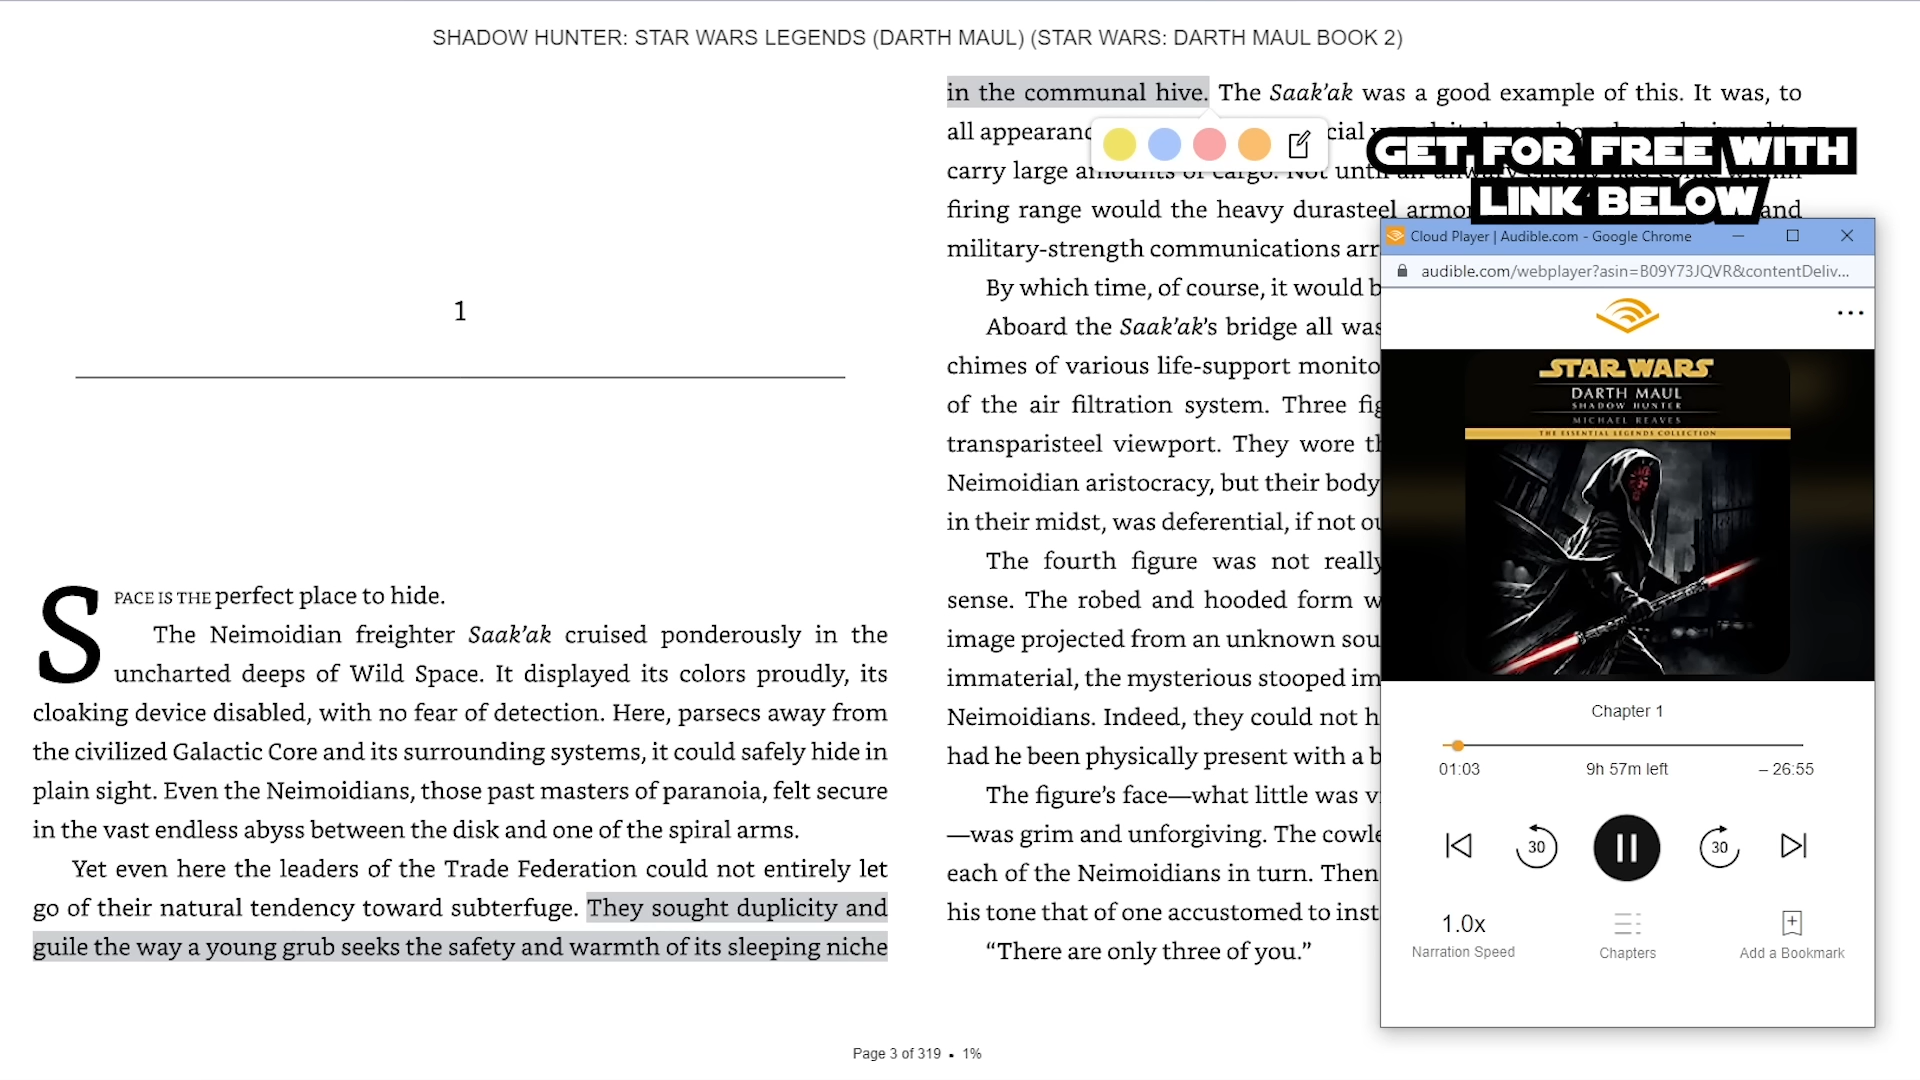 SHADOW HUNTER: STAR WARS LEGENDS (DARTH MAUL) (STAR WARS: DARTH MAUL BOOK 2)
1
SPACE IS THE perfect place to hide.
The Neimoidian freighter Saak’ak cruised ponderously in the
uncharted deeps of Wild Space. It displayed its colors proudly, its
cloaking device disabled, with no fear of detection. Here, parsecs away from
the civilized Galactic Core and its surrounding systems, it could safely hide in
plain sight. Even the Neimoidians, those past masters of paranoia, felt secure
in the vast endless abyss between the disk and one of the spiral arms.
Yet even here the leaders of the Trade Federation could not entirely let
go of their natural tendency toward subterfuge. They sought duplicity and
guile the way a young grub seeks the safety and warmth of its sleeping niche
in the communal hive. The Saak’ak was a good example of this. It was, to
all
carry large amounts of cargo. Not until an unwary
firing range would the heavy durasteel and
military-strength communications
By which time, of course, it would
Aboard the Saak’ak’s bridge all was
chimes of various life-support
of the air filtration system. Three
transparisteel viewport. They wore
Neimoidian aristocracy, but their body
in their midst, was deferential, if not
The fourth figure was not really
sense. The robed and hooded form
image projected from an unknown
immaterial, the mysterious stooped
Neimoidians. Indeed, they could not
had he been physically present with a
The figure’s face—what little was
—was grim and unforgiving. The
each of the Neimoidians in turn. Then
his tone that of one accustomed to
“There are only three of you.”
GET FOR FREE WITH
LINK BELOW
Cloud Player | Audible.com - Google Chrome
audible.com/webplayer?asin=B09Y73JQVR&contentDeliv...
STAR WARS
DARTH MAUL
SHADOW HUNTER
MICHAEL REAVES
THE ESSENTIAL LEGENDS COLLECTION
Chapter 1
01:03 9h 57m left – 26:55
30 30
1.0x
Narration Speed Chapters Add a Bookmark
Page 3 of 319 • 1%